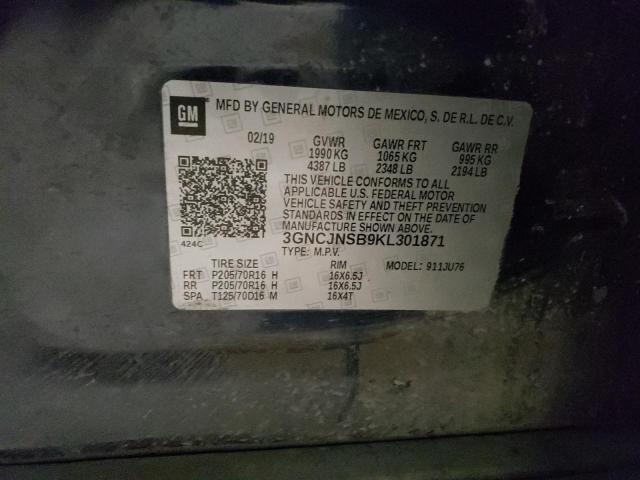 GM
MFD BY GENERAL MOTORS DE MEXICO, S. DE R.L. DE C.V.
02/19 GVWR GAWR FRT GAWR RR
1990 KG 1065 KG 995 KG
4387 LB 2348 LB 2194 LB
THIS VEHICLE CONFORMS TO ALL
APPLICABLE U.S. FEDERAL MOTOR
VEHICLE SAFETY AND THEFT PREVENTION
STANDARDS IN EFFECT ON THE DATE OF
MANUFACTURE SHOWN ABOVE.
424C
3GNCJNSB9KL301871
TYPE: M.P.V. MODEL: 911JU76
TIRE SIZE RIM
FRT P205/70R16 H 16X6.5J
RR P205/70R16 H 16X6.5J
SPA T125/70D16 M 16X4T